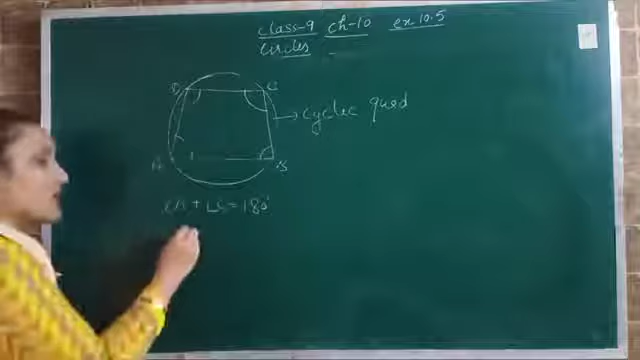 class-9 ch-10 ex-10.5
Circles
D C
→ cyclic quad
A B
∠A + ∠C = 180°